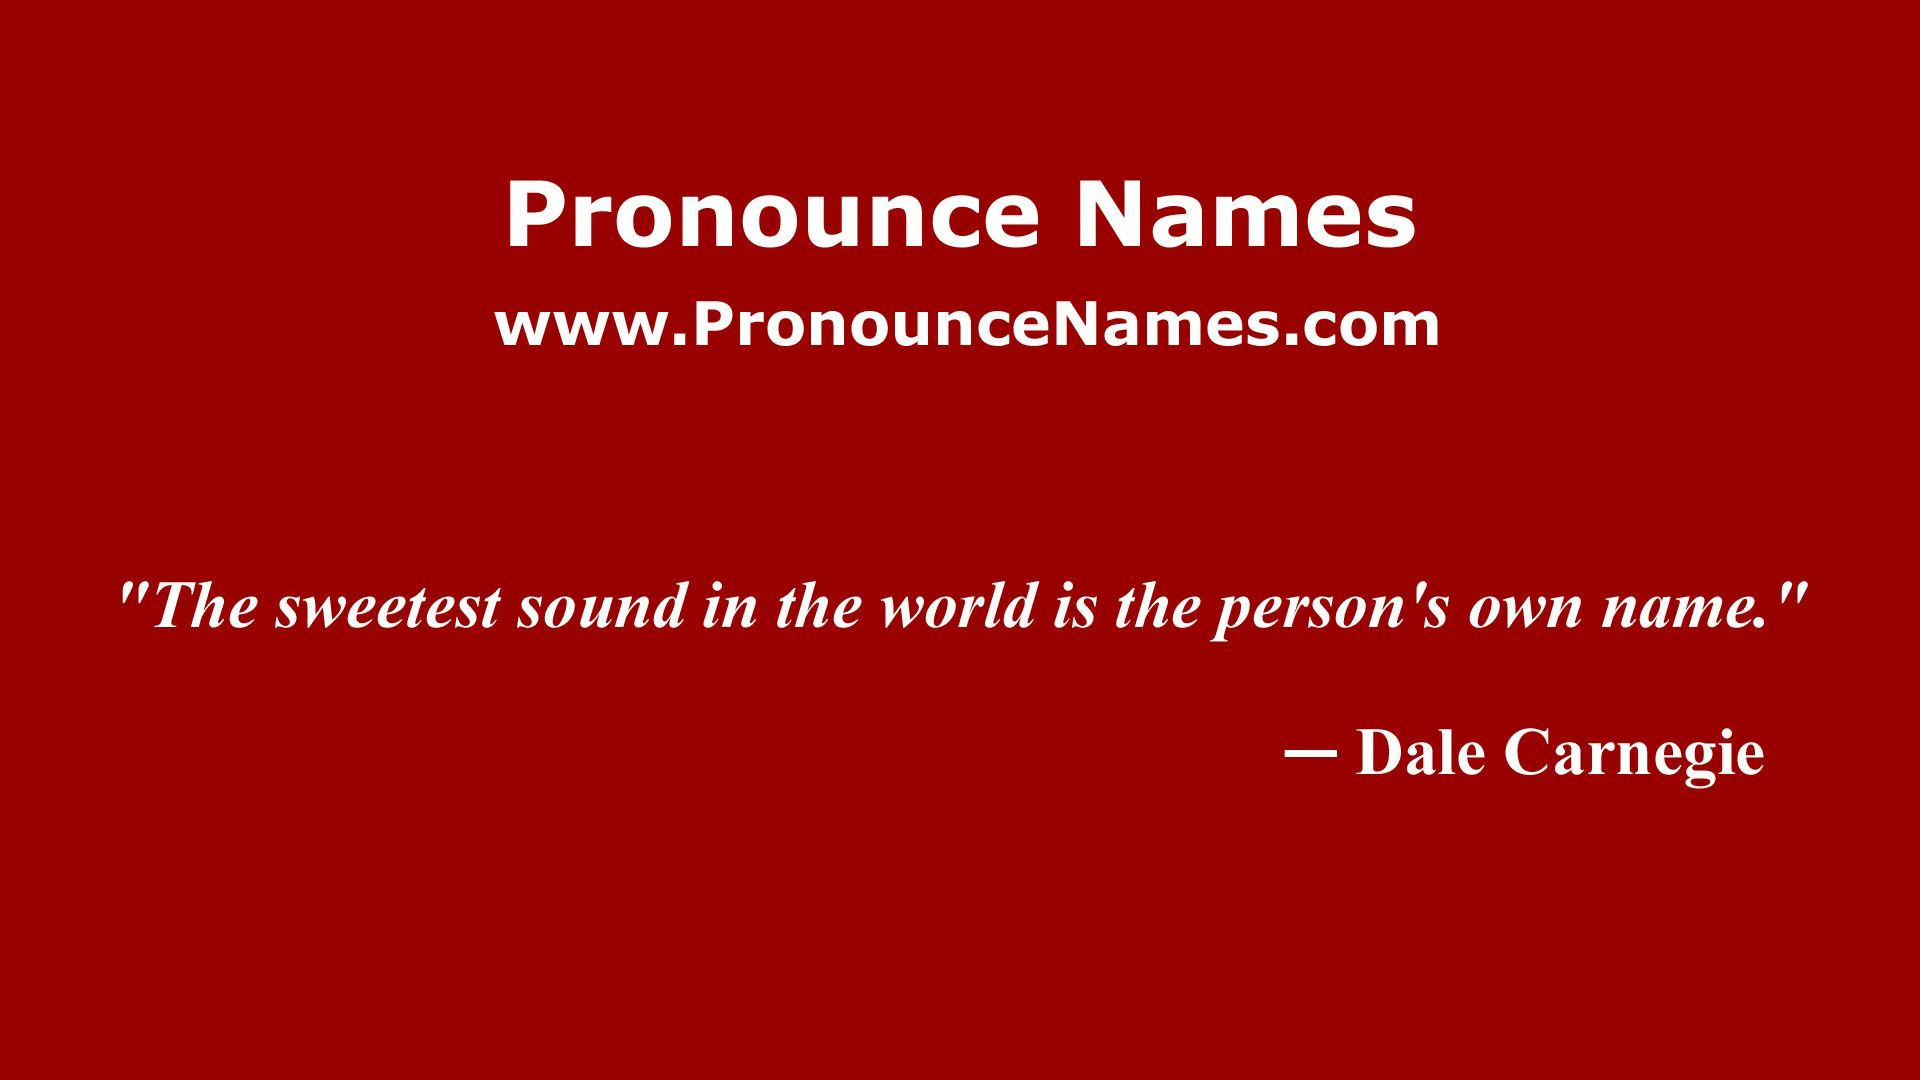 Pronounce Names
www.PronounceNames.com
"The sweetest sound in the world is the person's own name."
— Dale Carnegie